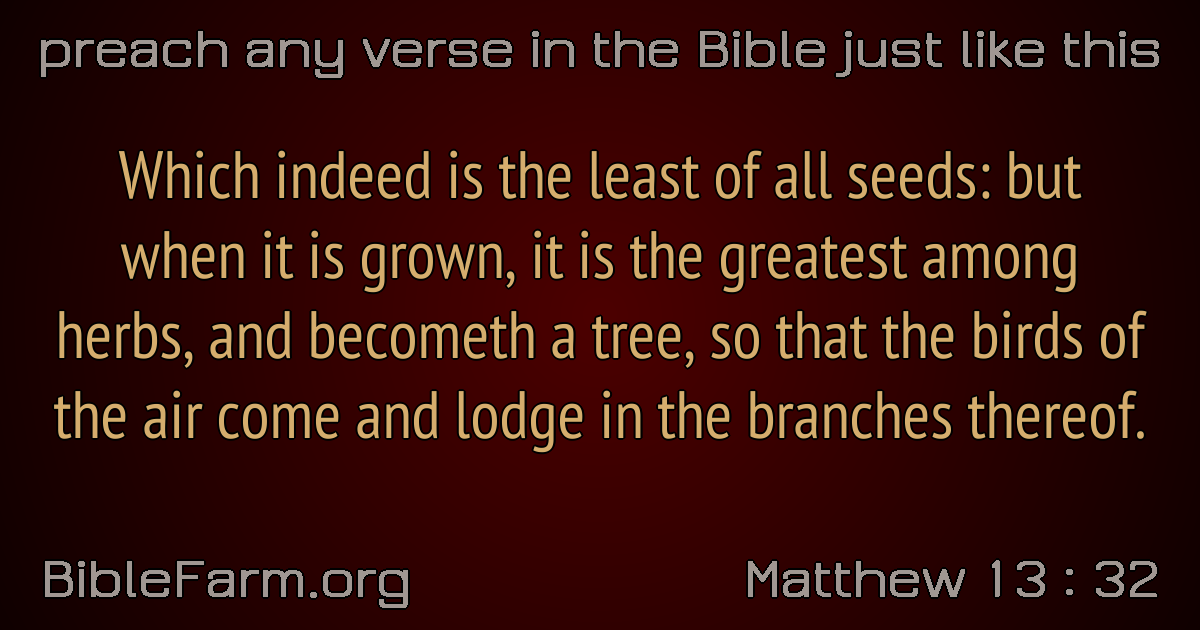 preach any verse in the Bible just like this
Which indeed is the least of all seeds: but
when it is grown, it is the greatest among
herbs, and becometh a tree, so that the birds of
the air come and lodge in the branches thereof.
BibleFarm.org
Matthew 13 : 32